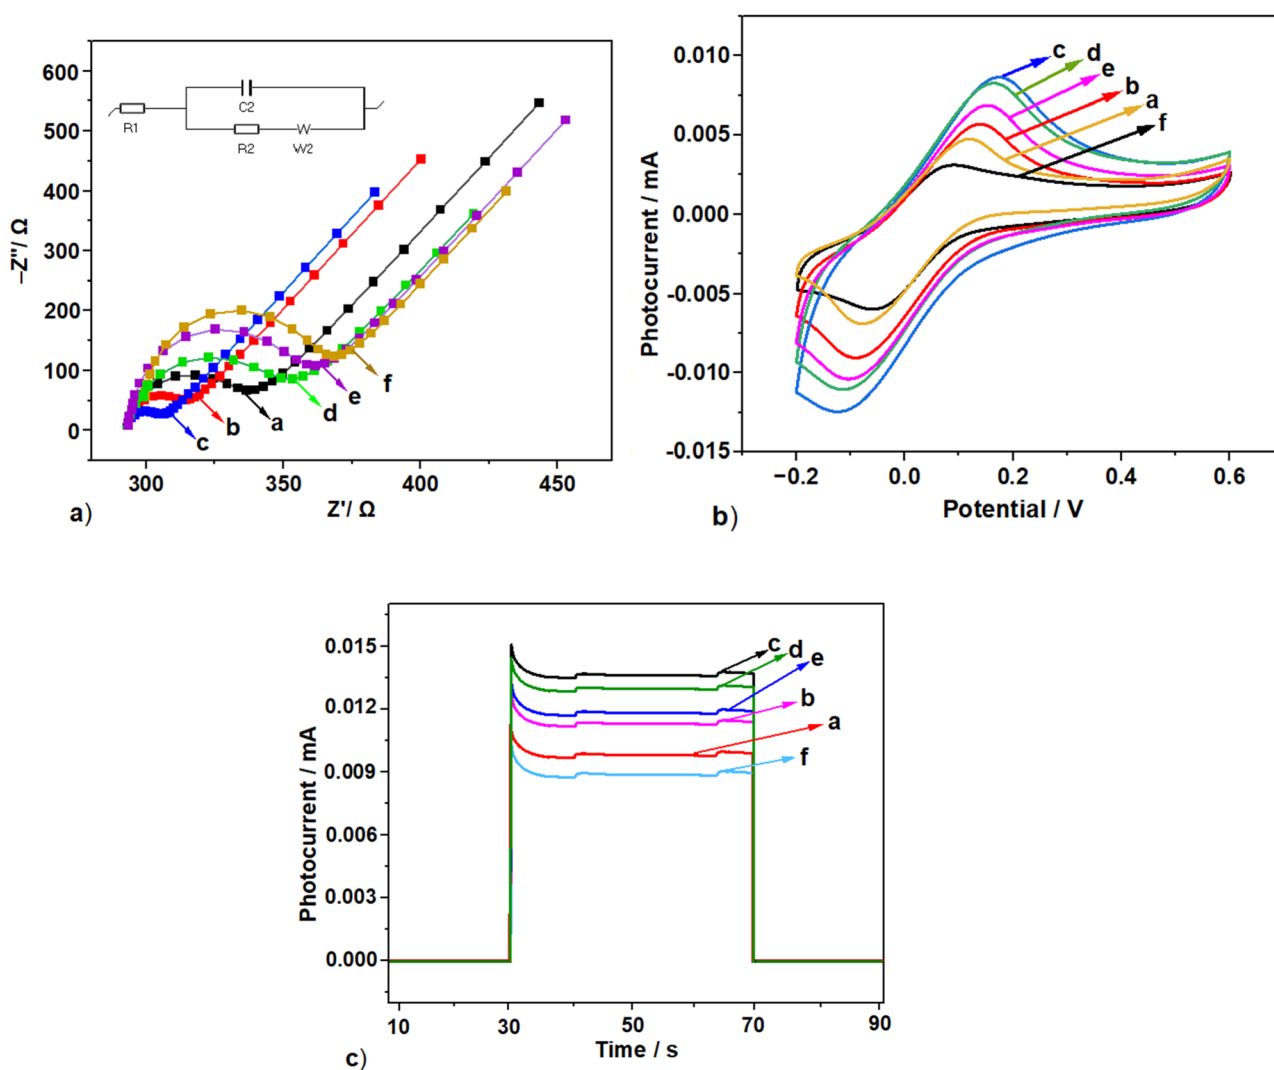 600
500
400
300
200
100
0
–Z''/ Ω
R1
C2
R2
W
W2
c
b
a
d
e
f
300
350
400
450
Z'/ Ω
a)
0.010
0.005
0.000
-0.005
-0.010
-0.015
Photocurrent / mA
c
d
e
b
a
f
−0.2
0.0
0.2
0.4
0.6
Potential / V
b)
0.015
0.012
0.009
0.006
0.003
0.000
Photocurrent / mA
c
d
e
b
a
f
10
30
50
70
90
Time / s
c)